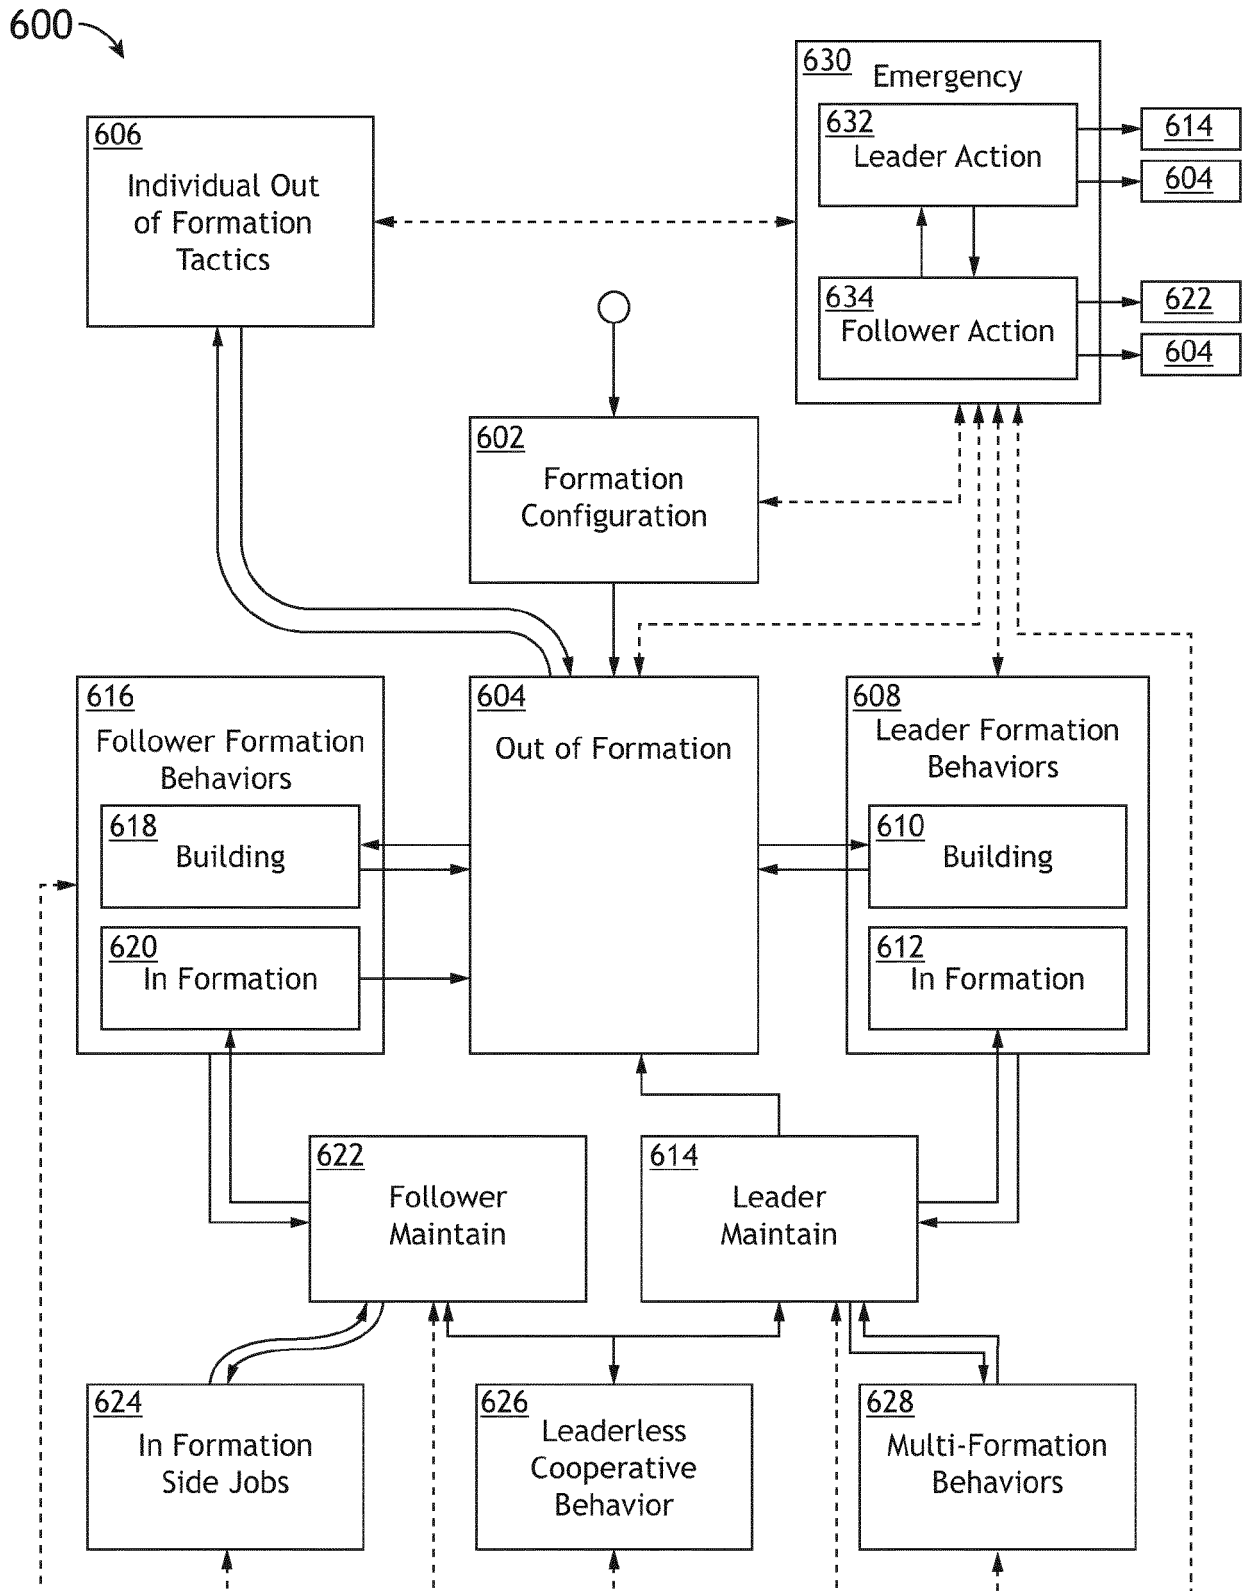 600
630
Emergency
632
Leader Action
614
604
634
Follower Action
622
604
606
Individual Out
of Formation
Tactics
602
Formation
Configuration
616
Follower Formation
Behaviors
618
Building
620
In Formation
604
Out of Formation
608
Leader Formation
Behaviors
610
Building
612
In Formation
622
Follower
Maintain
614
Leader
Maintain
624
In Formation
Side Jobs
626
Leaderless
Cooperative
Behavior
628
Multi-Formation
Behaviors